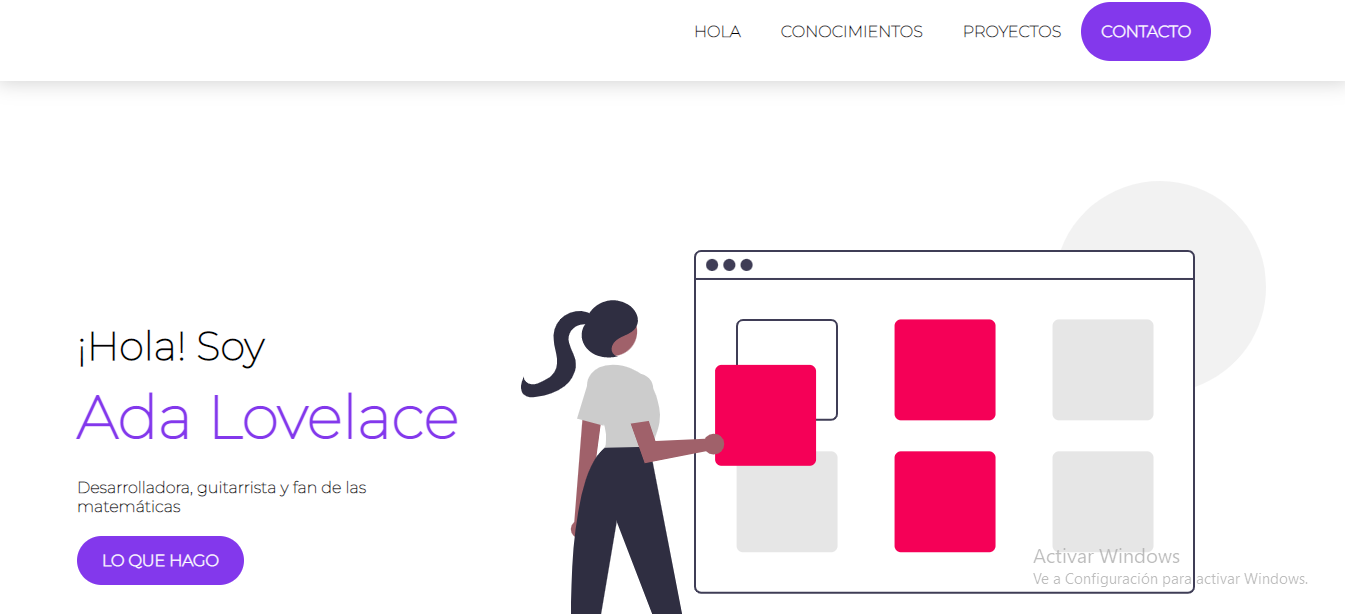 HOLA CONOCIMIENTOS PROYECTOS CONTACTO
¡Hola! Soy
Ada Lovelace
Desarrolladora, guitarrista y fan de las
matemáticas
LO QUE HAGO
Activar Windows
Ve a Configuración para activar Windows.